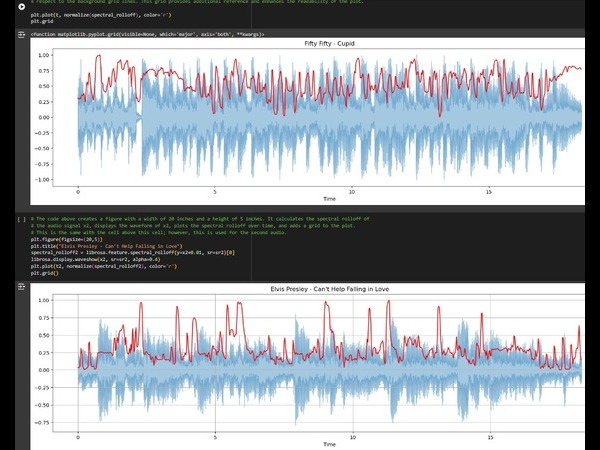 # respect to the background grid lines. This grid provides additional reference and enhances the readability of the plot.
plt.plot(t, normalize(spectral_rolloff), color='r')
plt.grid
<function matplotlib.pyplot.grid(visible=None, which='major', axis='both', **kwargs)>
Fifty Fifty - Cupid
1.00
0.75
0.50
0.25
0.00
−0.25
−0.50
−0.75
−1.00
0 5 10 15
Time
[ ] # The code above creates a figure with a width of 20 inches and a height of 5 inches. It calculates the spectral rolloff of
# the audio signal x2, displays the waveform of x2, plots the spectral rolloff over time, and adds a grid to the plot.
# This is the same with the cell above this cell; however, this is used for the second audio.
plt.figure(figsize=(20,5))
plt.title("Elvis Presley - Can't Help Falling in Love")
spectral_rolloff2 = librosa.feature.spectral_rolloff(y=x2+0.01, sr=sr2)[0]
librosa.display.waveshow(x2, sr=sr2, alpha=0.4)
plt.plot(t2, normalize(spectral_rolloff2), color='r')
plt.grid()
Elvis Presley - Can't Help Falling in Love
1.00
0.75
0.50
0.25
0.00
−0.25
−0.50
−0.75
0 5 10 15
Time